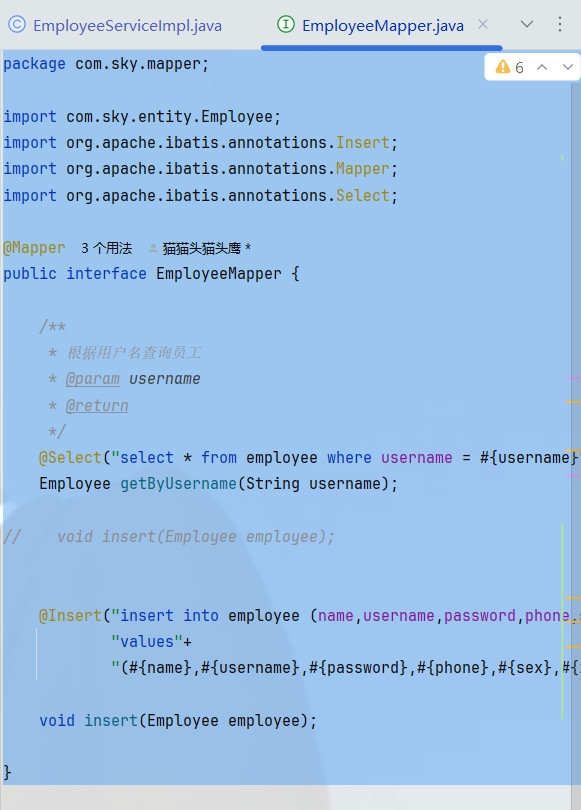 EmployeeServiceImpl.java
EmployeeMapper.java
6
package com.sky.mapper;
import com.sky.entity.Employee;
import org.apache.ibatis.annotations.Insert;
import org.apache.ibatis.annotations.Mapper;
import org.apache.ibatis.annotations.Select;
@Mapper 3 个用法 猫猫头猫头鹰 *
public interface EmployeeMapper {
/**
* 根据用户名查询员工
* @param username
* @return
*/
@Select("select * from employee where username = #{username}
Employee getByUsername(String username);
// void insert(Employee employee);
@Insert("insert into employee (name,username,password,phone,
"values"+
"(#{name},#{username},#{password},#{phone},#{sex},#{
void insert(Employee employee);
}